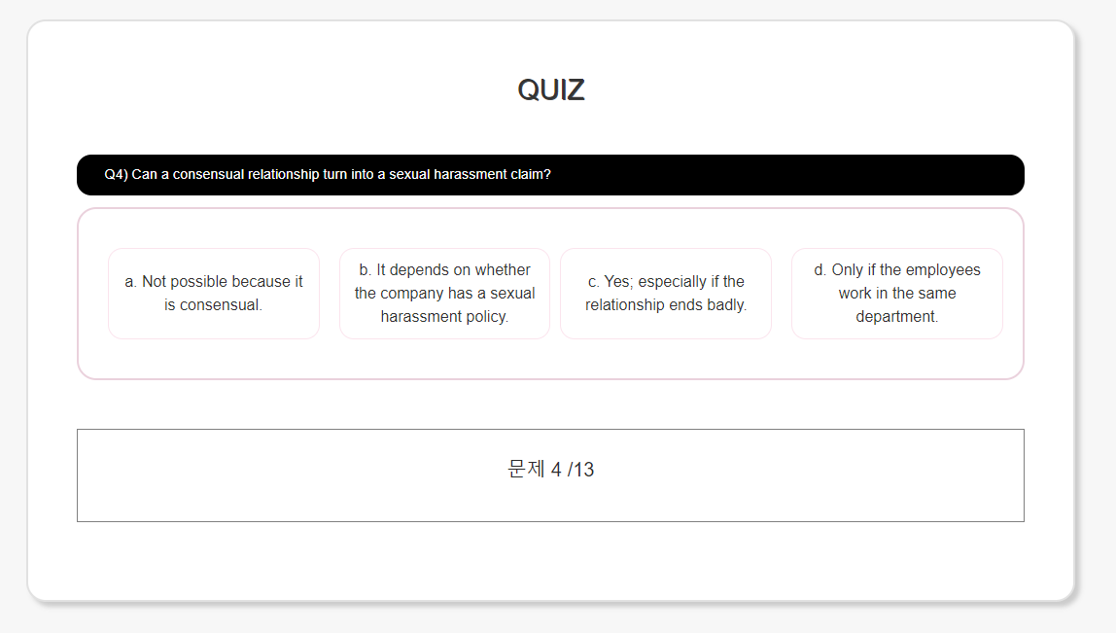 QUIZ
Q4) Can a consensual relationship turn into a sexual harassment claim?
a. Not possible because it
is consensual.
b. It depends on whether
the company has a sexual
harassment policy.
c. Yes; especially if the
relationship ends badly.
d. Only if the employees
work in the same
department.
문제 4 /13